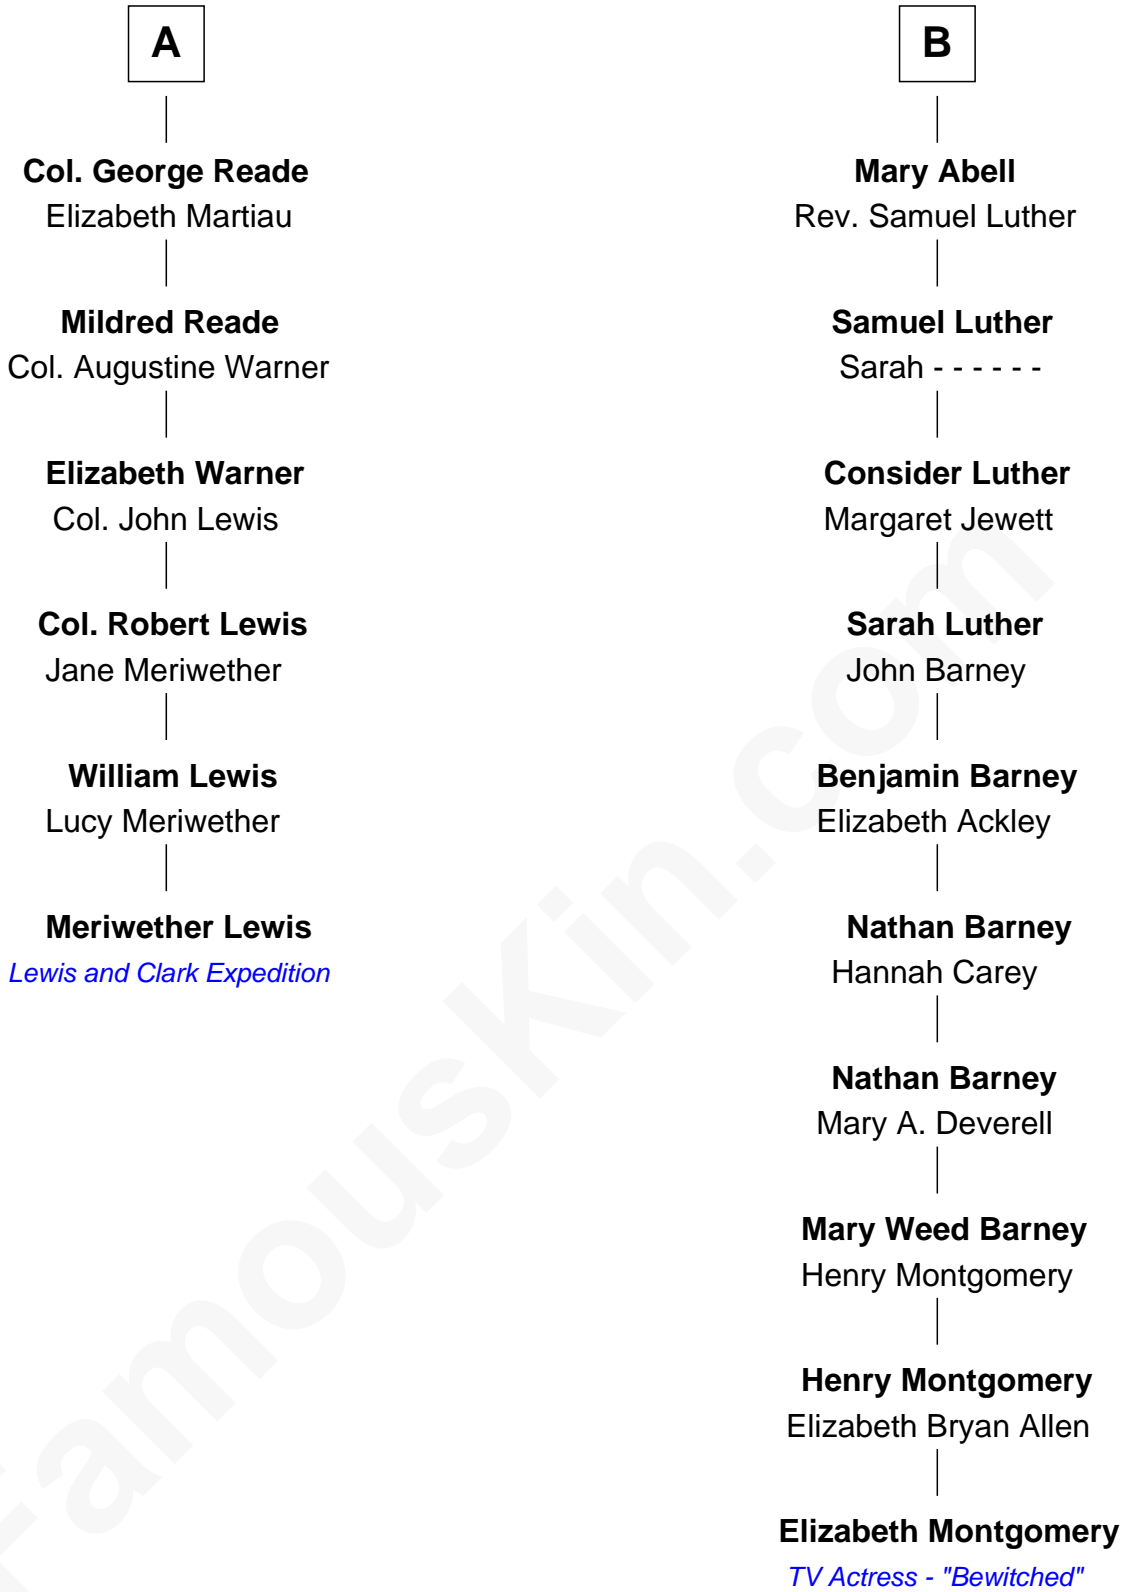 A
Col. George Reade
Elizabeth Martiau
Mildred Reade
Col. Augustine Warner
Elizabeth Warner
Col. John Lewis
Col. Robert Lewis
Jane Meriwether
William Lewis
Lucy Meriwether
Meriwether Lewis
Lewis and Clark Expedition
B
Mary Abell
Rev. Samuel Luther
Samuel Luther
Sarah - - - - - -
Consider Luther
Margaret Jewett
Sarah Luther
John Barney
Benjamin Barney
Elizabeth Ackley
Nathan Barney
Hannah Carey
Nathan Barney
Mary A. Deverell
Mary Weed Barney
Henry Montgomery
Henry Montgomery
Elizabeth Bryan Allen
Elizabeth Montgomery
TV Actress - "Bewitched"
FamousKin.com